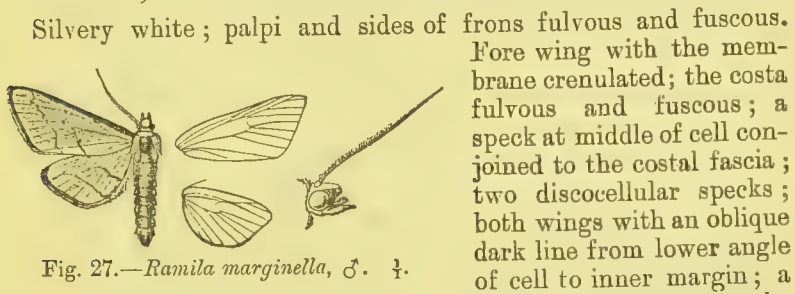 Silvery white ; palpi and sides of frons fulvous and fuscous.
Fore wing with the mem-
brane crenulated; the costa
fulvous and fuscous ; a
speck at middle of cell con-
joined to the costal fascia ;
two discocellular specks ;
both wings with an oblique
dark line from lower angle
of cell to inner margin ; a
Fig. 27.—Ramila marginella, ♂. 1/1.